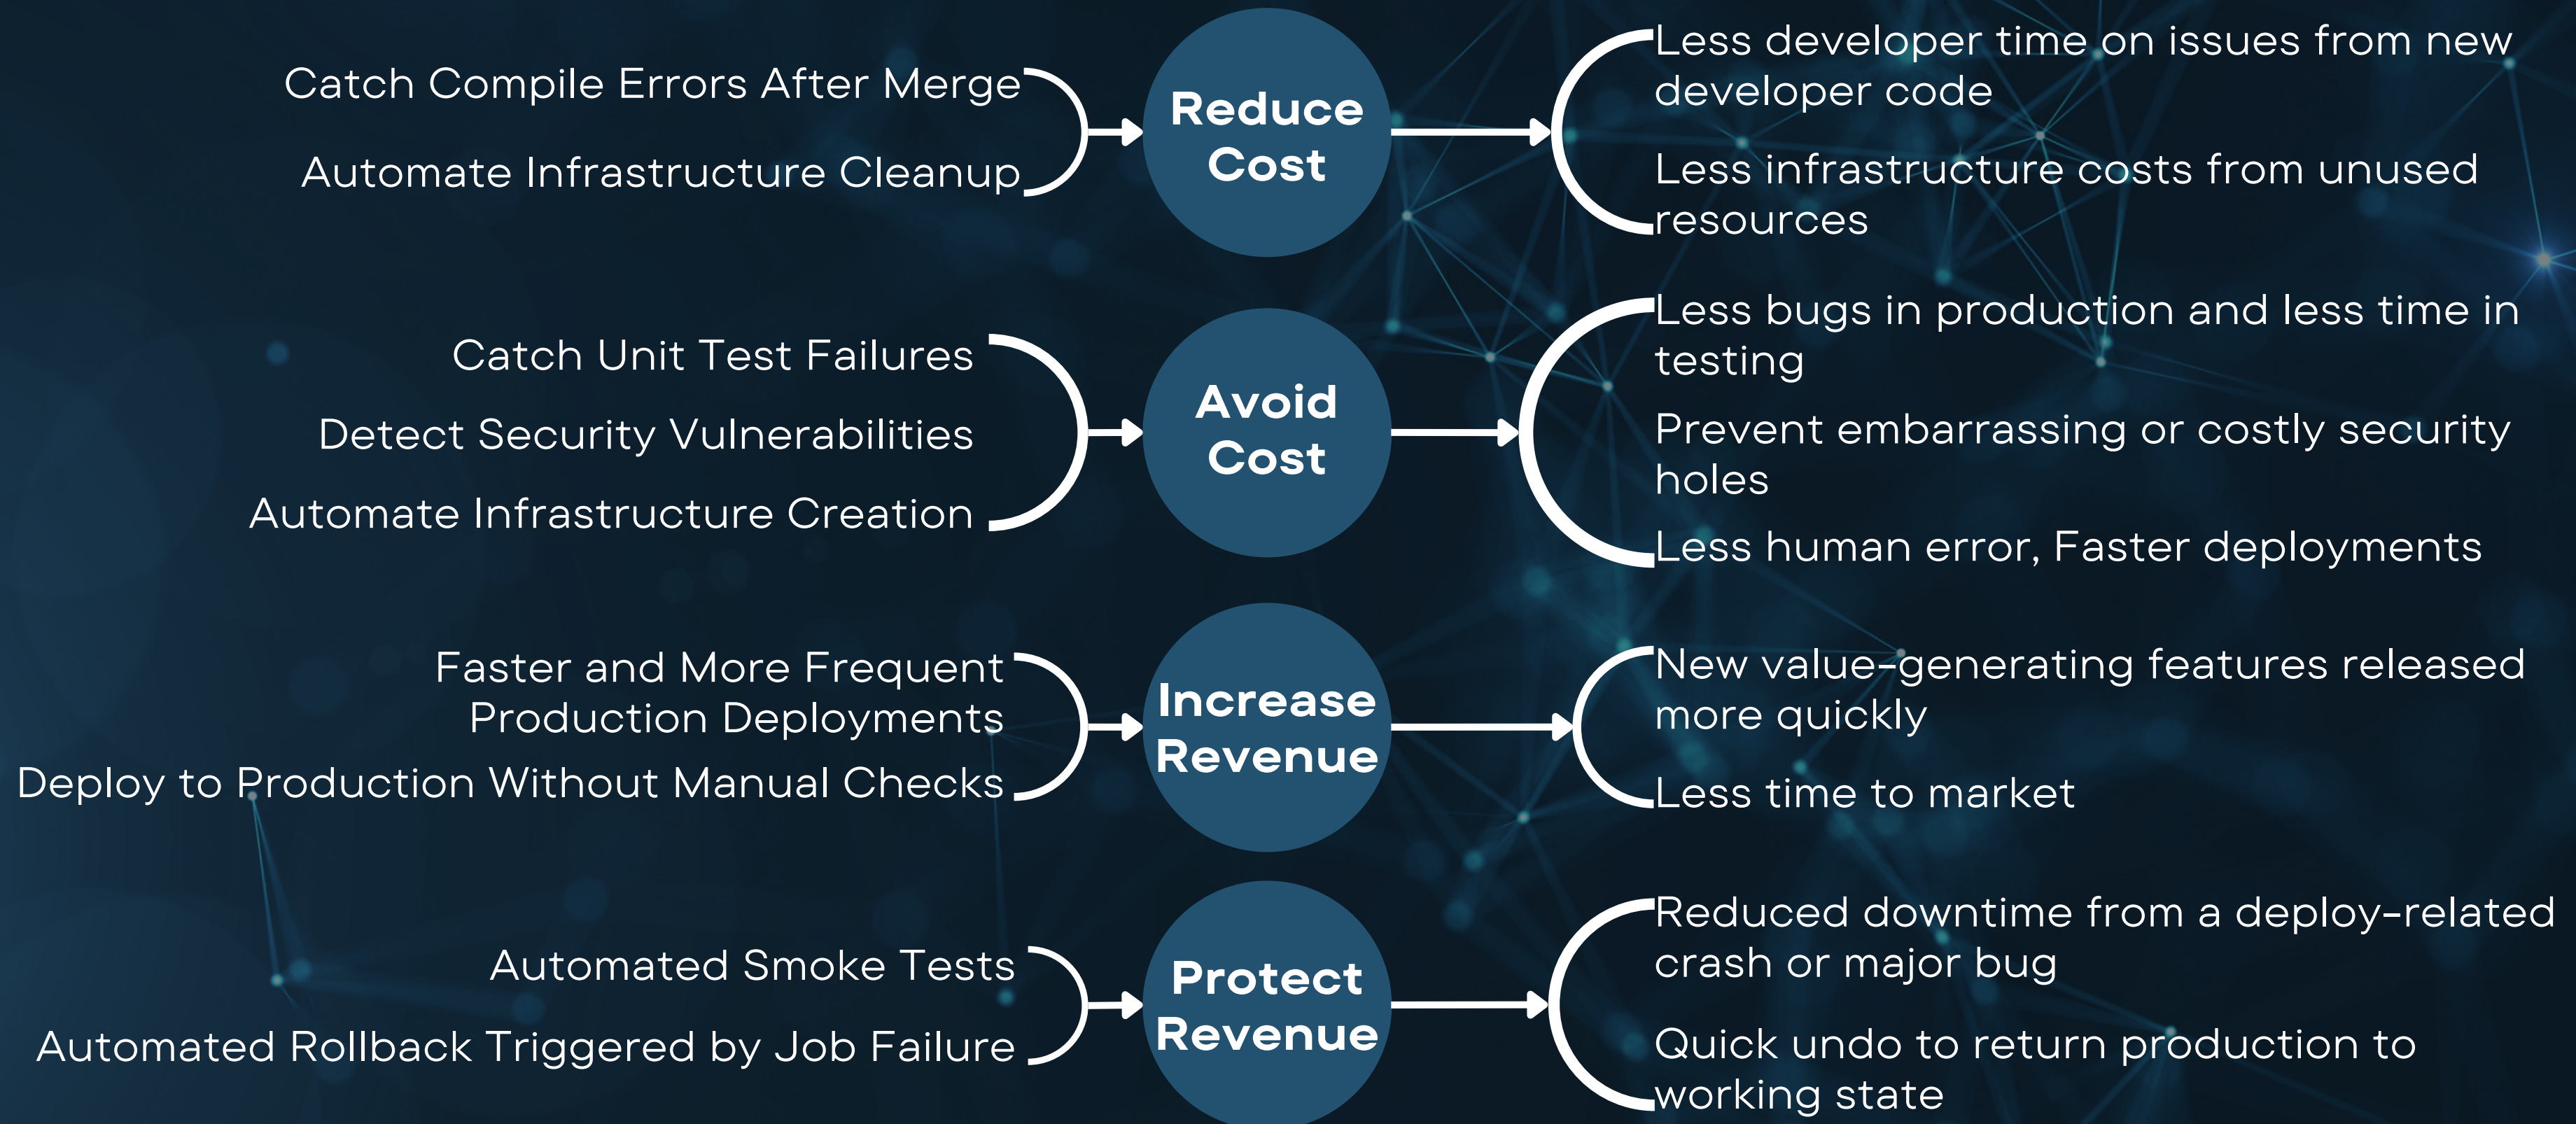 Catch Compile Errors After Merge
Automate Infrastructure Cleanup
Reduce
Cost
Less developer time on issues from new
developer code
Less infrastructure costs from unused
resources
Catch Unit Test Failures
Detect Security Vulnerabilities
Automate Infrastructure Creation
Avoid
Cost
Less bugs in production and less time in
testing
Prevent embarrassing or costly security
holes
Less human error, Faster deployments
Faster and More Frequent
Production Deployments
Deploy to Production Without Manual Checks
Increase
Revenue
New value-generating features released
more quickly
Less time to market
Automated Smoke Tests
Automated Rollback Triggered by Job Failure
Protect
Revenue
Reduced downtime from a deploy-related
crash or major bug
Quick undo to return production to
working state